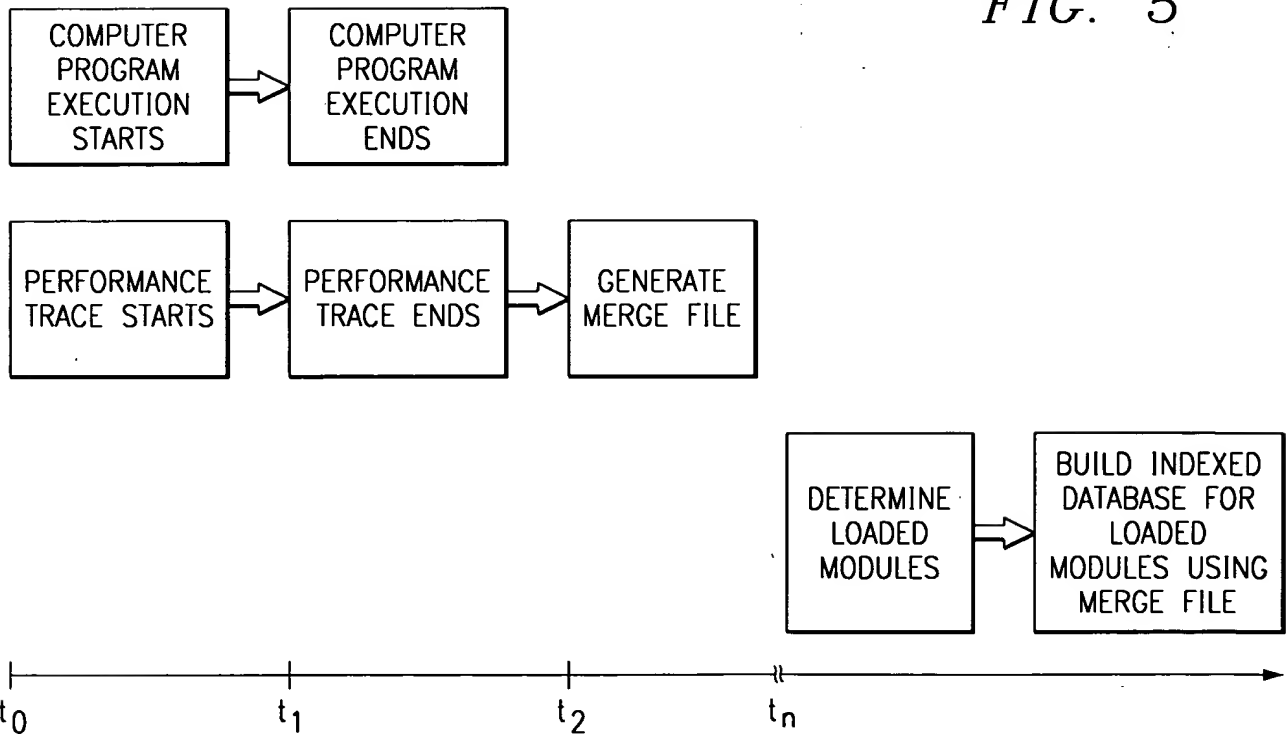 FIG. 5
COMPUTER
PROGRAM
EXECUTION
STARTS
COMPUTER
PROGRAM
EXECUTION
ENDS
PERFORMANCE
TRACE STARTS
PERFORMANCE
TRACE ENDS
GENERATE
MERGE FILE
DETERMINE
LOADED
MODULES
BUILD INDEXED
DATABASE FOR
LOADED
MODULES USING
MERGE FILE
t0
t1
t2
tn